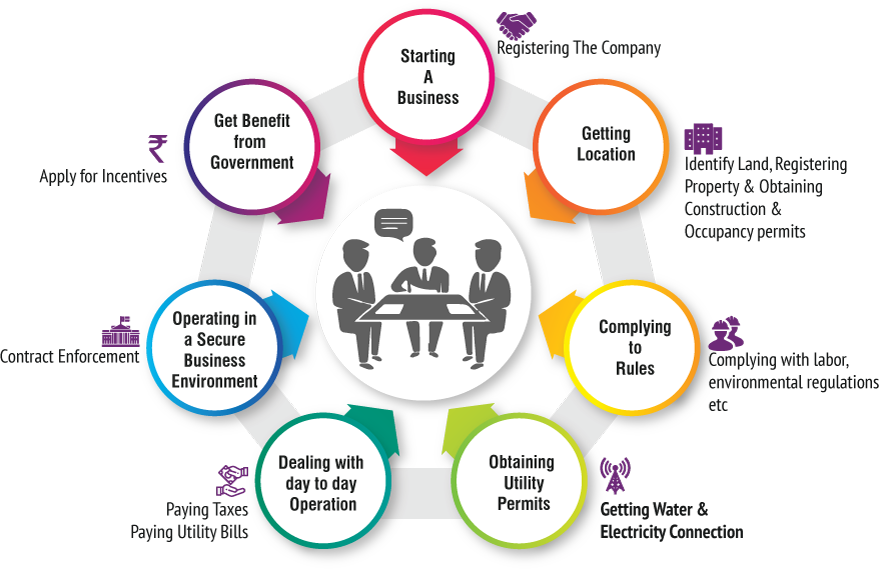 Starting
A
Business
Registering The Company
Getting
Location
Identify Land, Registering
Property & Obtaining
Construction &
Occupancy permits
Complying
to
Rules
Complying with labor,
environmental regulations
etc
Obtaining
Utility
Permits
Getting Water &
Electricity Connection
Dealing with
day to day
Operation
Paying Taxes
Paying Utility Bills
Operating in
a Secure
Business
Environment
Contract Enforcement
Get Benefit
from
Government
₹
Apply for Incentives